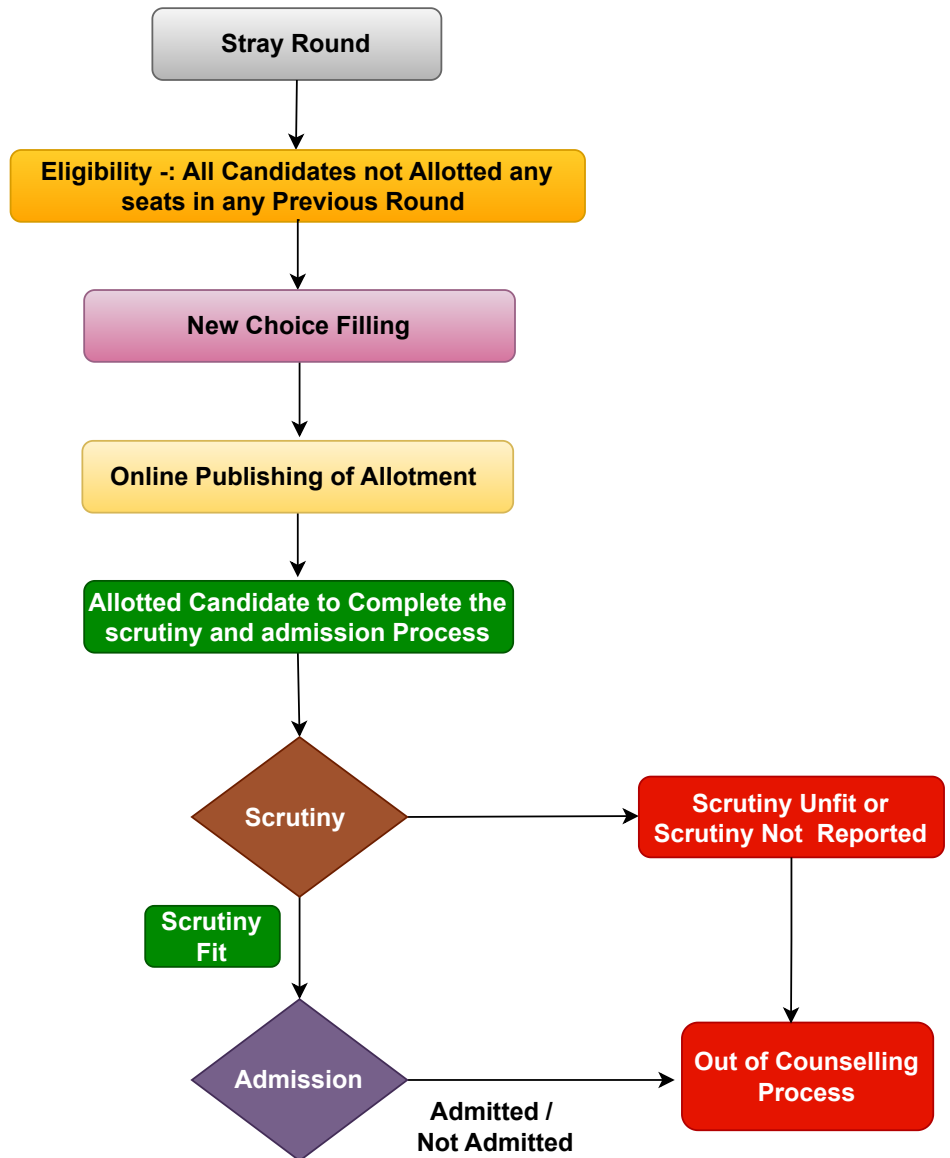 Stray Round
Eligibility -: All Candidates not Allotted any
seats in any Previous Round
New Choice Filling
Online Publishing of Allotment
Allotted Candidate to Complete the
scrutiny and admission Process
Scrutiny
Scrutiny Unfit or
Scrutiny Not Reported
Scrutiny
Fit
Admission
Admitted /
Not Admitted
Out of Counselling
Process